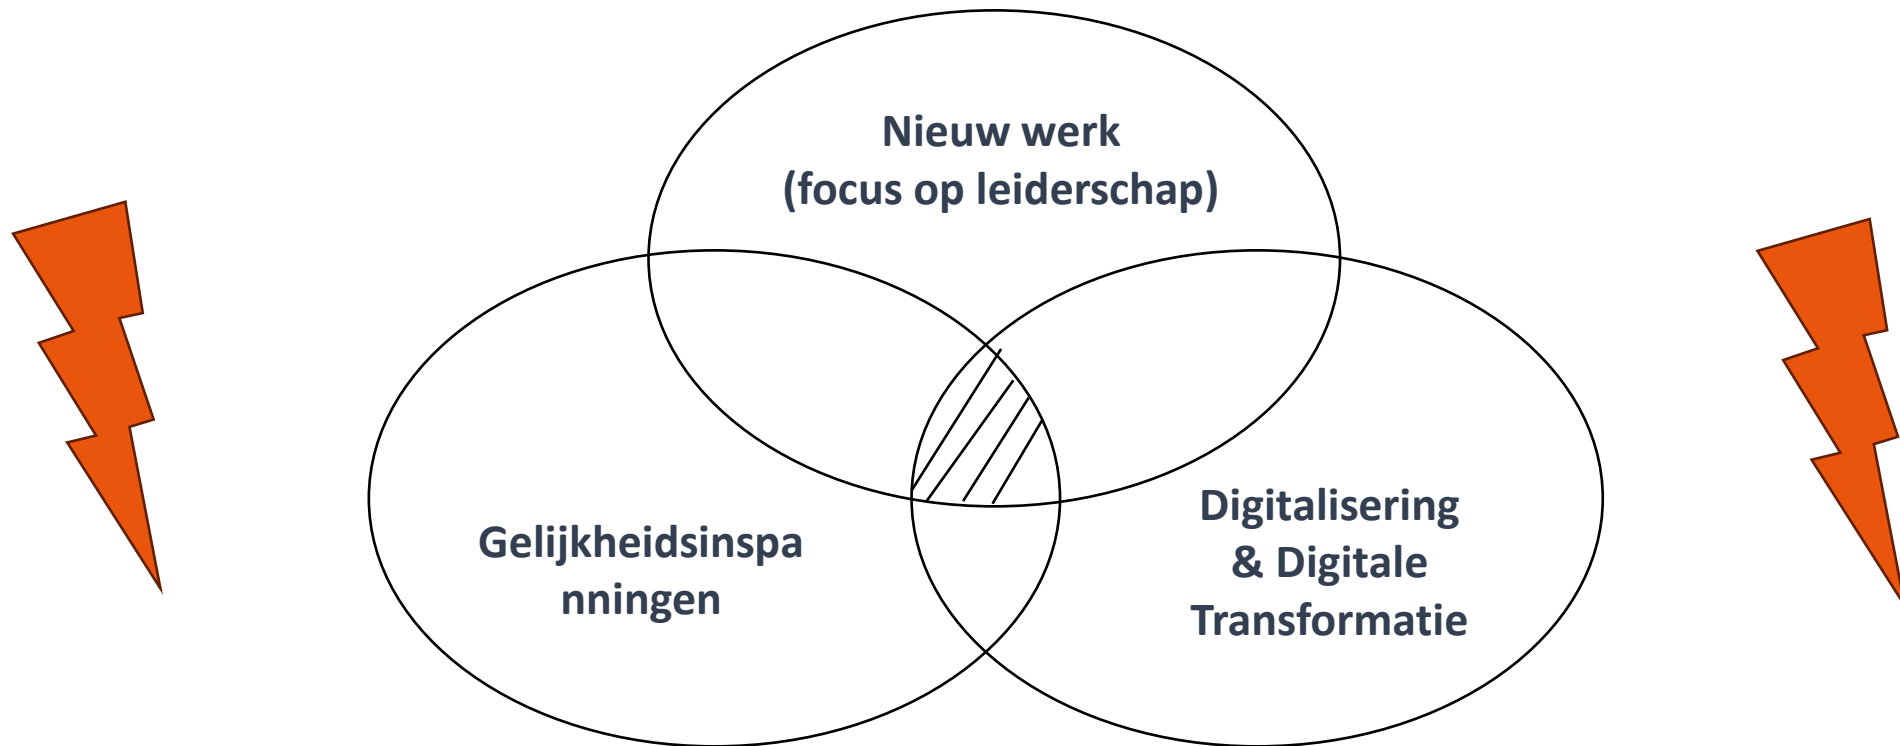 Nieuw werk
(focus op leiderschap)
Gelijkheidsinspa
nningen
Digitalisering
& Digitale
Transformatie